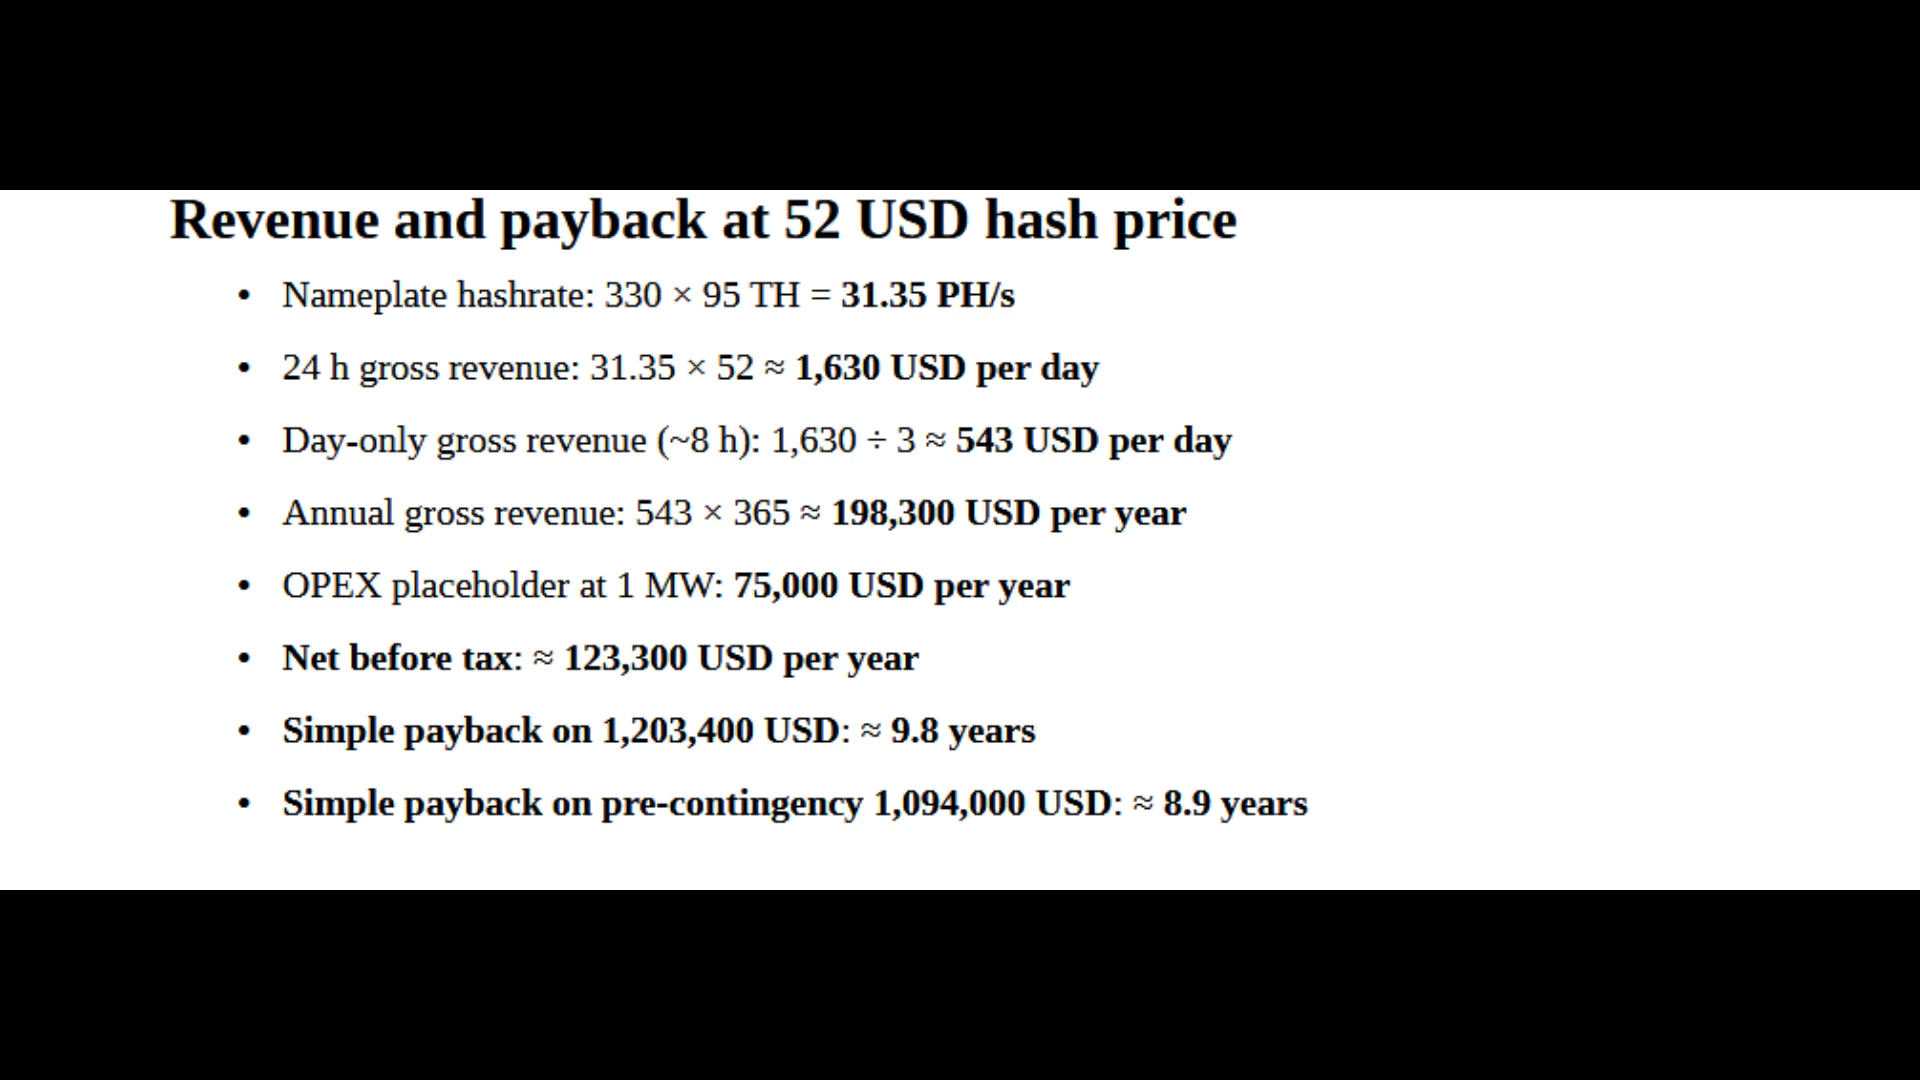 Revenue and payback at 52 USD hash price
• Nameplate hashrate: 330 × 95 TH = 31.35 PH/s
• 24 h gross revenue: 31.35 × 52 ≈ 1,630 USD per day
• Day-only gross revenue (~8 h): 1,630 ÷ 3 ≈ 543 USD per day
• Annual gross revenue: 543 × 365 ≈ 198,300 USD per year
• OPEX placeholder at 1 MW: 75,000 USD per year
• Net before tax: ≈ 123,300 USD per year
• Simple payback on 1,203,400 USD: ≈ 9.8 years
• Simple payback on pre-contingency 1,094,000 USD: ≈ 8.9 years